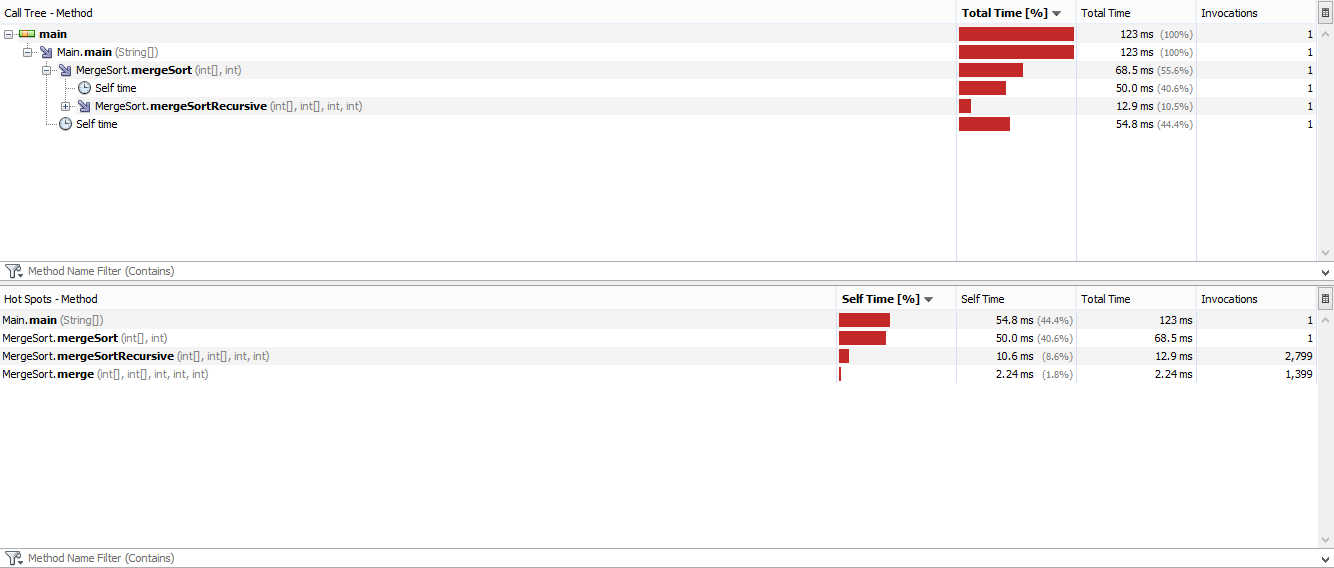 Call Tree - Method Total Time [%] Total Time Invocations
main 123 ms (100%) 1
Main.main (String[]) 123 ms (100%) 1
MergeSort.mergeSort (int[], int) 68.5 ms (55.6%) 1
Self time 50.0 ms (40.6%) 1
MergeSort.mergeSortRecursive (int[], int[], int, int) 12.9 ms (10.5%) 1
Self time 54.8 ms (44.4%) 1
Method Name Filter (Contains)
Hot Spots - Method Self Time [%] Self Time Total Time Invocations
Main.main (String[]) 54.8 ms (44.4%) 123 ms 1
MergeSort.mergeSort (int[], int) 50.0 ms (40.6%) 68.5 ms 1
MergeSort.mergeSortRecursive (int[], int[], int, int) 10.6 ms (8.6%) 12.9 ms 2,799
MergeSort.merge (int[], int[], int, int, int) 2.24 ms (1.8%) 2.24 ms 1,399
Method Name Filter (Contains)